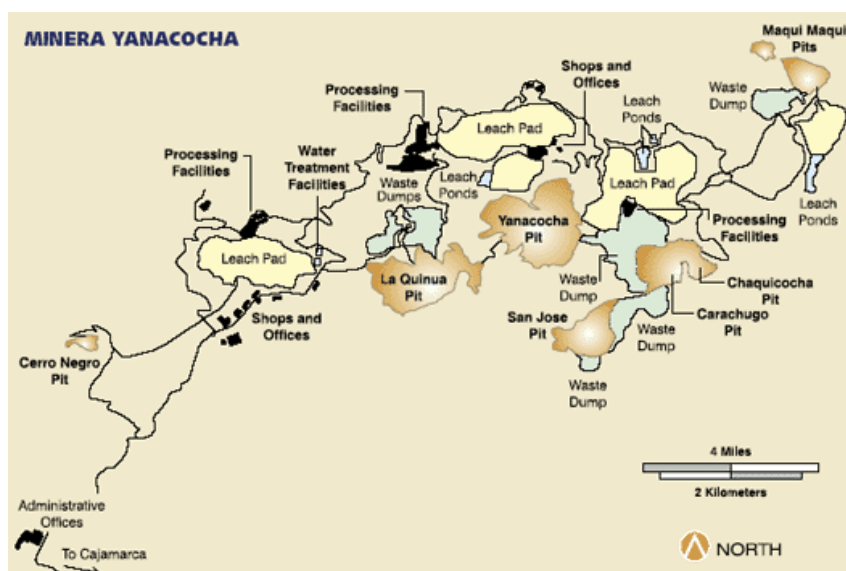 MINERA YANACOCHA
Maqui Maqui
Pits
Shops and
Offices
Processing
Facilities
Waste
Dump
Leach
Ponds
Leach Pad
Water
Treatment
Facilities
Processing
Facilities
Waste
Dumps
Leach
Ponds
Leach Pad
Leach
Ponds
Yanacocha
Pit
Processing
Facilities
Leach Pad
La Quinua
Pit
Waste
Dump
Chaquicocha
Pit
Carachugo
Pit
San Jose
Pit
Shops and
Offices
Waste
Dump
Cerro Negro
Pit
Waste
Dump
4 Miles
2 Kilometers
Administrative
Offices
To Cajamarca
NORTH